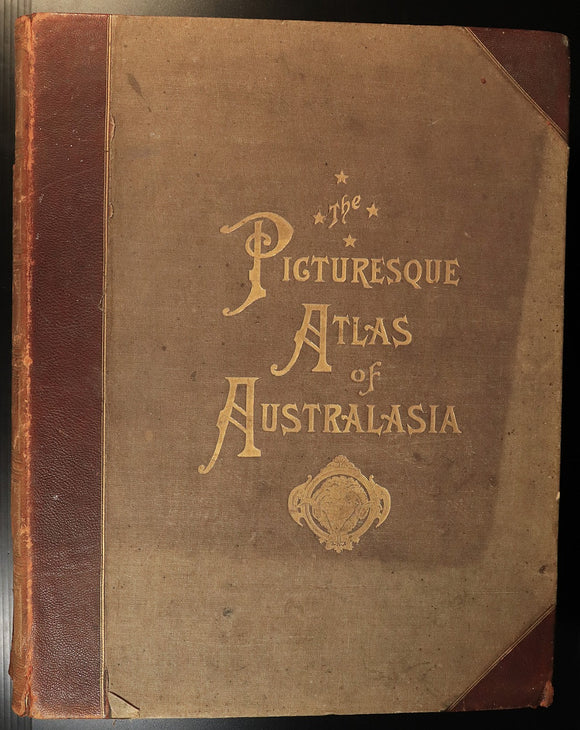 The
PICTURESQUE
ATLAS
of
AUSTRALASIA